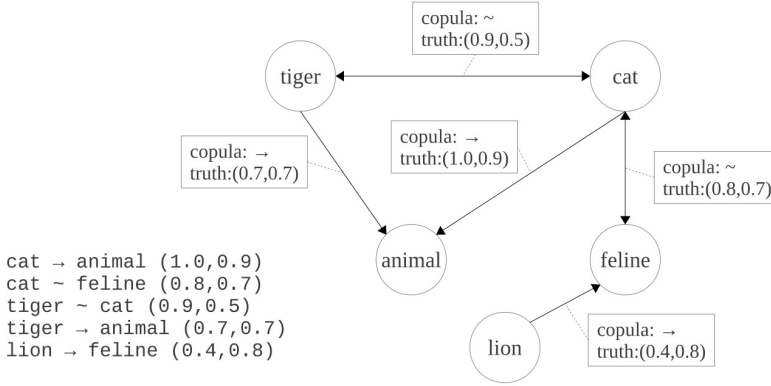 copula: ~
truth:(0.9,0.5)
tiger
cat
copula: →
truth:(0.7,0.7)
copula: →
truth:(1.0,0.9)
copula: ~
truth:(0.8,0.7)
animal
feline
cat → animal (1.0,0.9)
cat ~ feline (0.8,0.7)
tiger ~ cat (0.9,0.5)
tiger → animal (0.7,0.7)
lion → feline (0.4,0.8)
lion
copula: →
truth:(0.4,0.8)